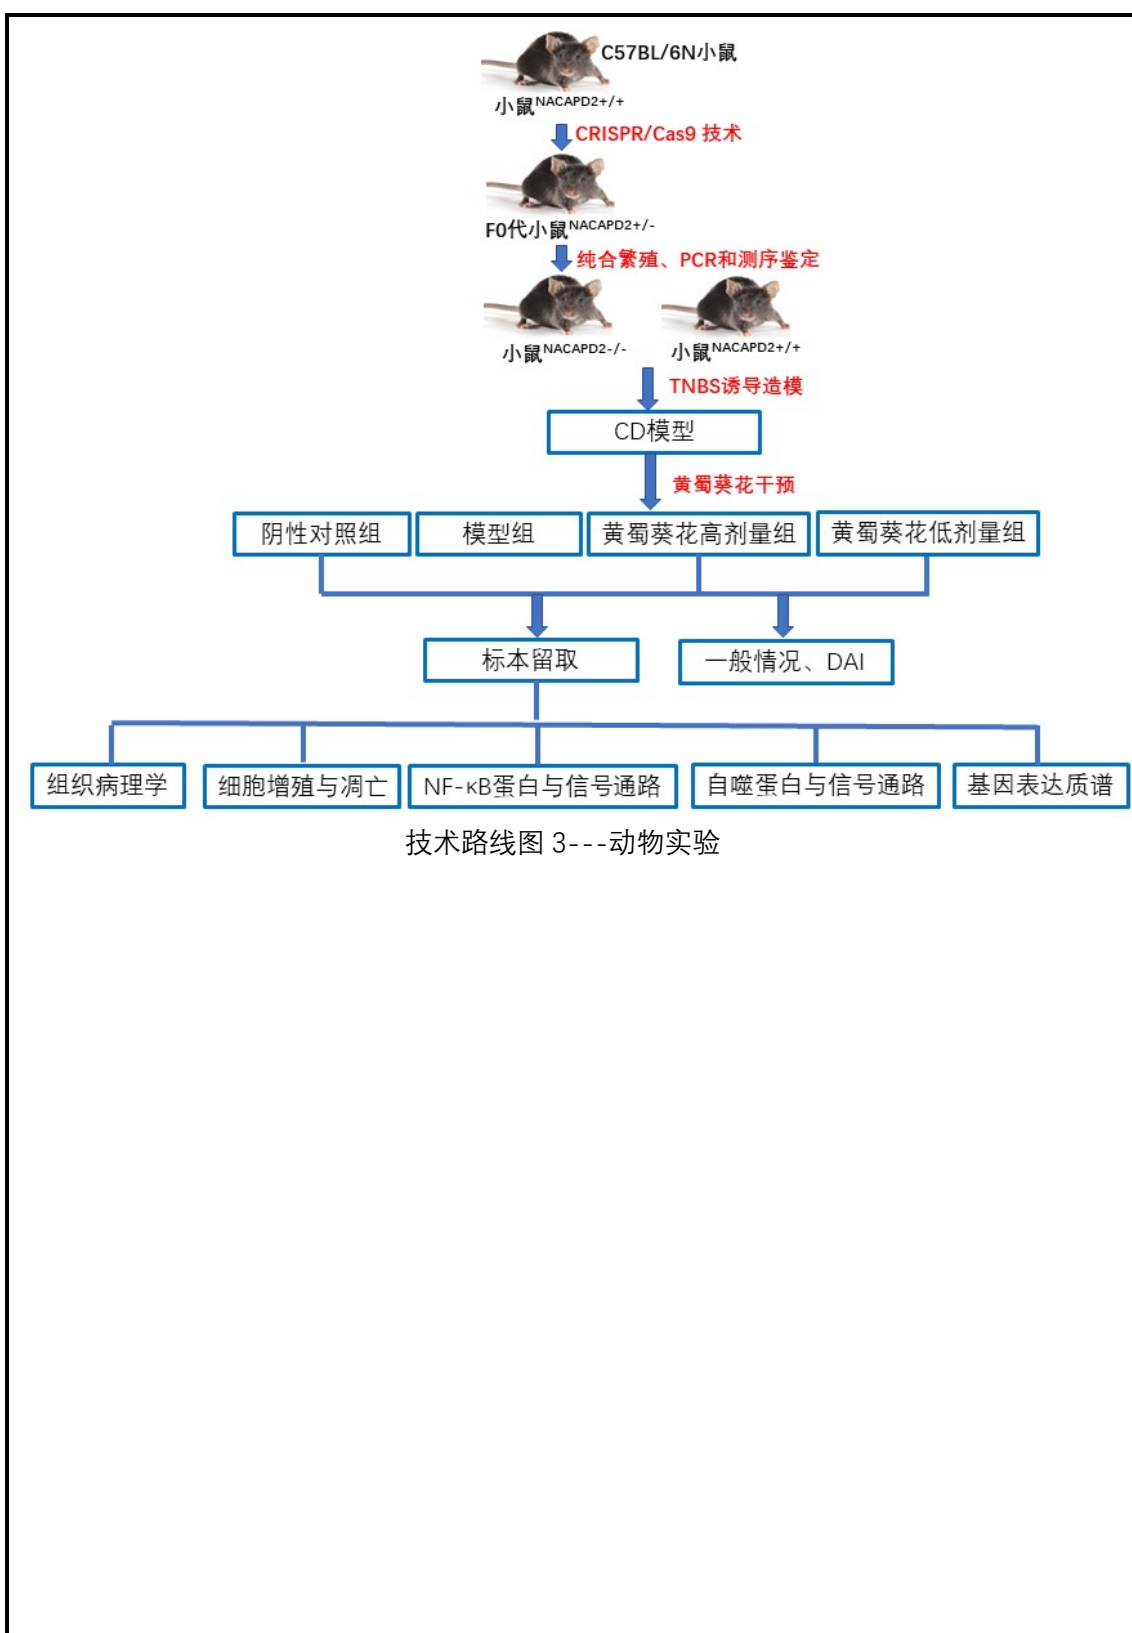 C57BL/6N小鼠
小鼠NACAPD2+/+
CRISPR/Cas9 技术
F0代小鼠NACAPD2+/-
纯合繁殖、PCR和测序鉴定
小鼠NACAPD2-/-
小鼠NACAPD2+/+
TNBS诱导造模
CD模型
黄蜀葵花干预
阴性对照组
模型组
黄蜀葵花高剂量组
黄蜀葵花低剂量组
标本留取
一般情况、DAI
组织病理学
细胞增殖与凋亡
NF-κB蛋白与信号通路
自噬蛋白与信号通路
基因表达质谱
技术路线图 3---动物实验